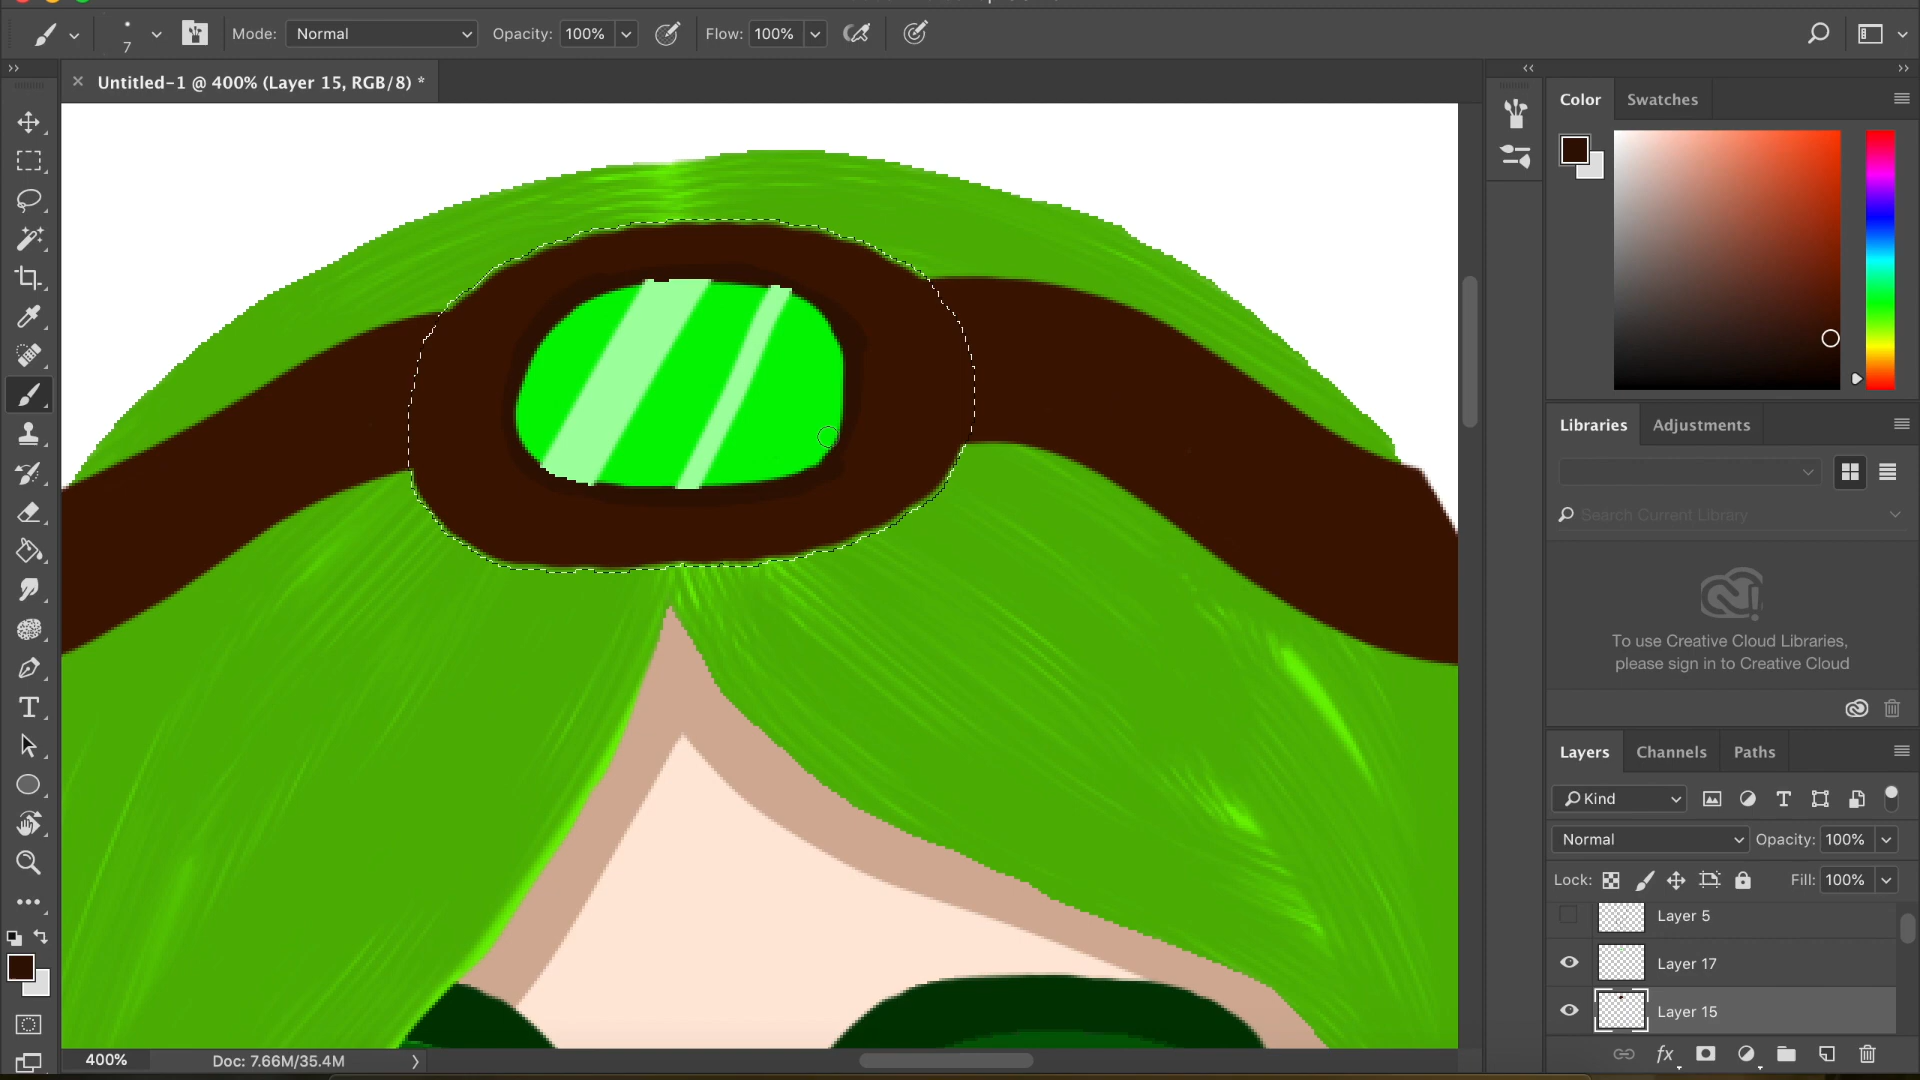 Mode: Normal Opacity: 100% Flow: 100%
7
Untitled-1 @ 400% (Layer 15, RGB/8) *
Color Swatches
Libraries Adjustments
Search Current Library
To use Creative Cloud Libraries,
please sign in to Creative Cloud
Layers Channels Paths
Kind
Normal Opacity: 100%
Lock: Fill: 100%
Layer 5
Layer 17
Layer 15
fx
400% Doc: 7.66M/35.4M